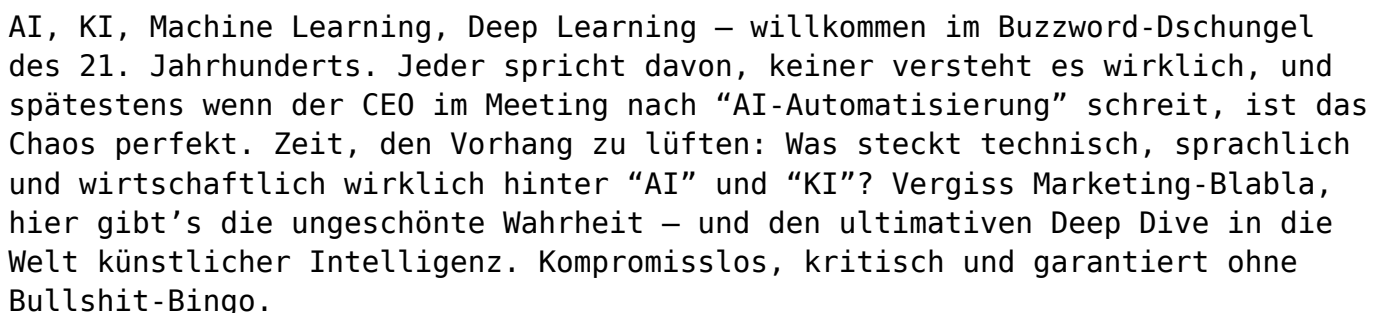 AI, KI, Machine Learning, Deep Learning – willkommen im Buzzword-Dschungel
des 21. Jahrhunderts. Jeder spricht davon, keiner versteht es wirklich, und
spätestens wenn der CEO im Meeting nach “AI-Automatisierung” schreit, ist das
Chaos perfekt. Zeit, den Vorhang zu lüften: Was steckt technisch, sprachlich
und wirtschaftlich wirklich hinter “AI” und “KI”? Vergiss Marketing-Blabla,
hier gibt’s die ungeschönte Wahrheit – und den ultimativen Deep Dive in die
Welt künstlicher Intelligenz. Kompromisslos, kritisch und garantiert ohne
Bullshit-Bingo.